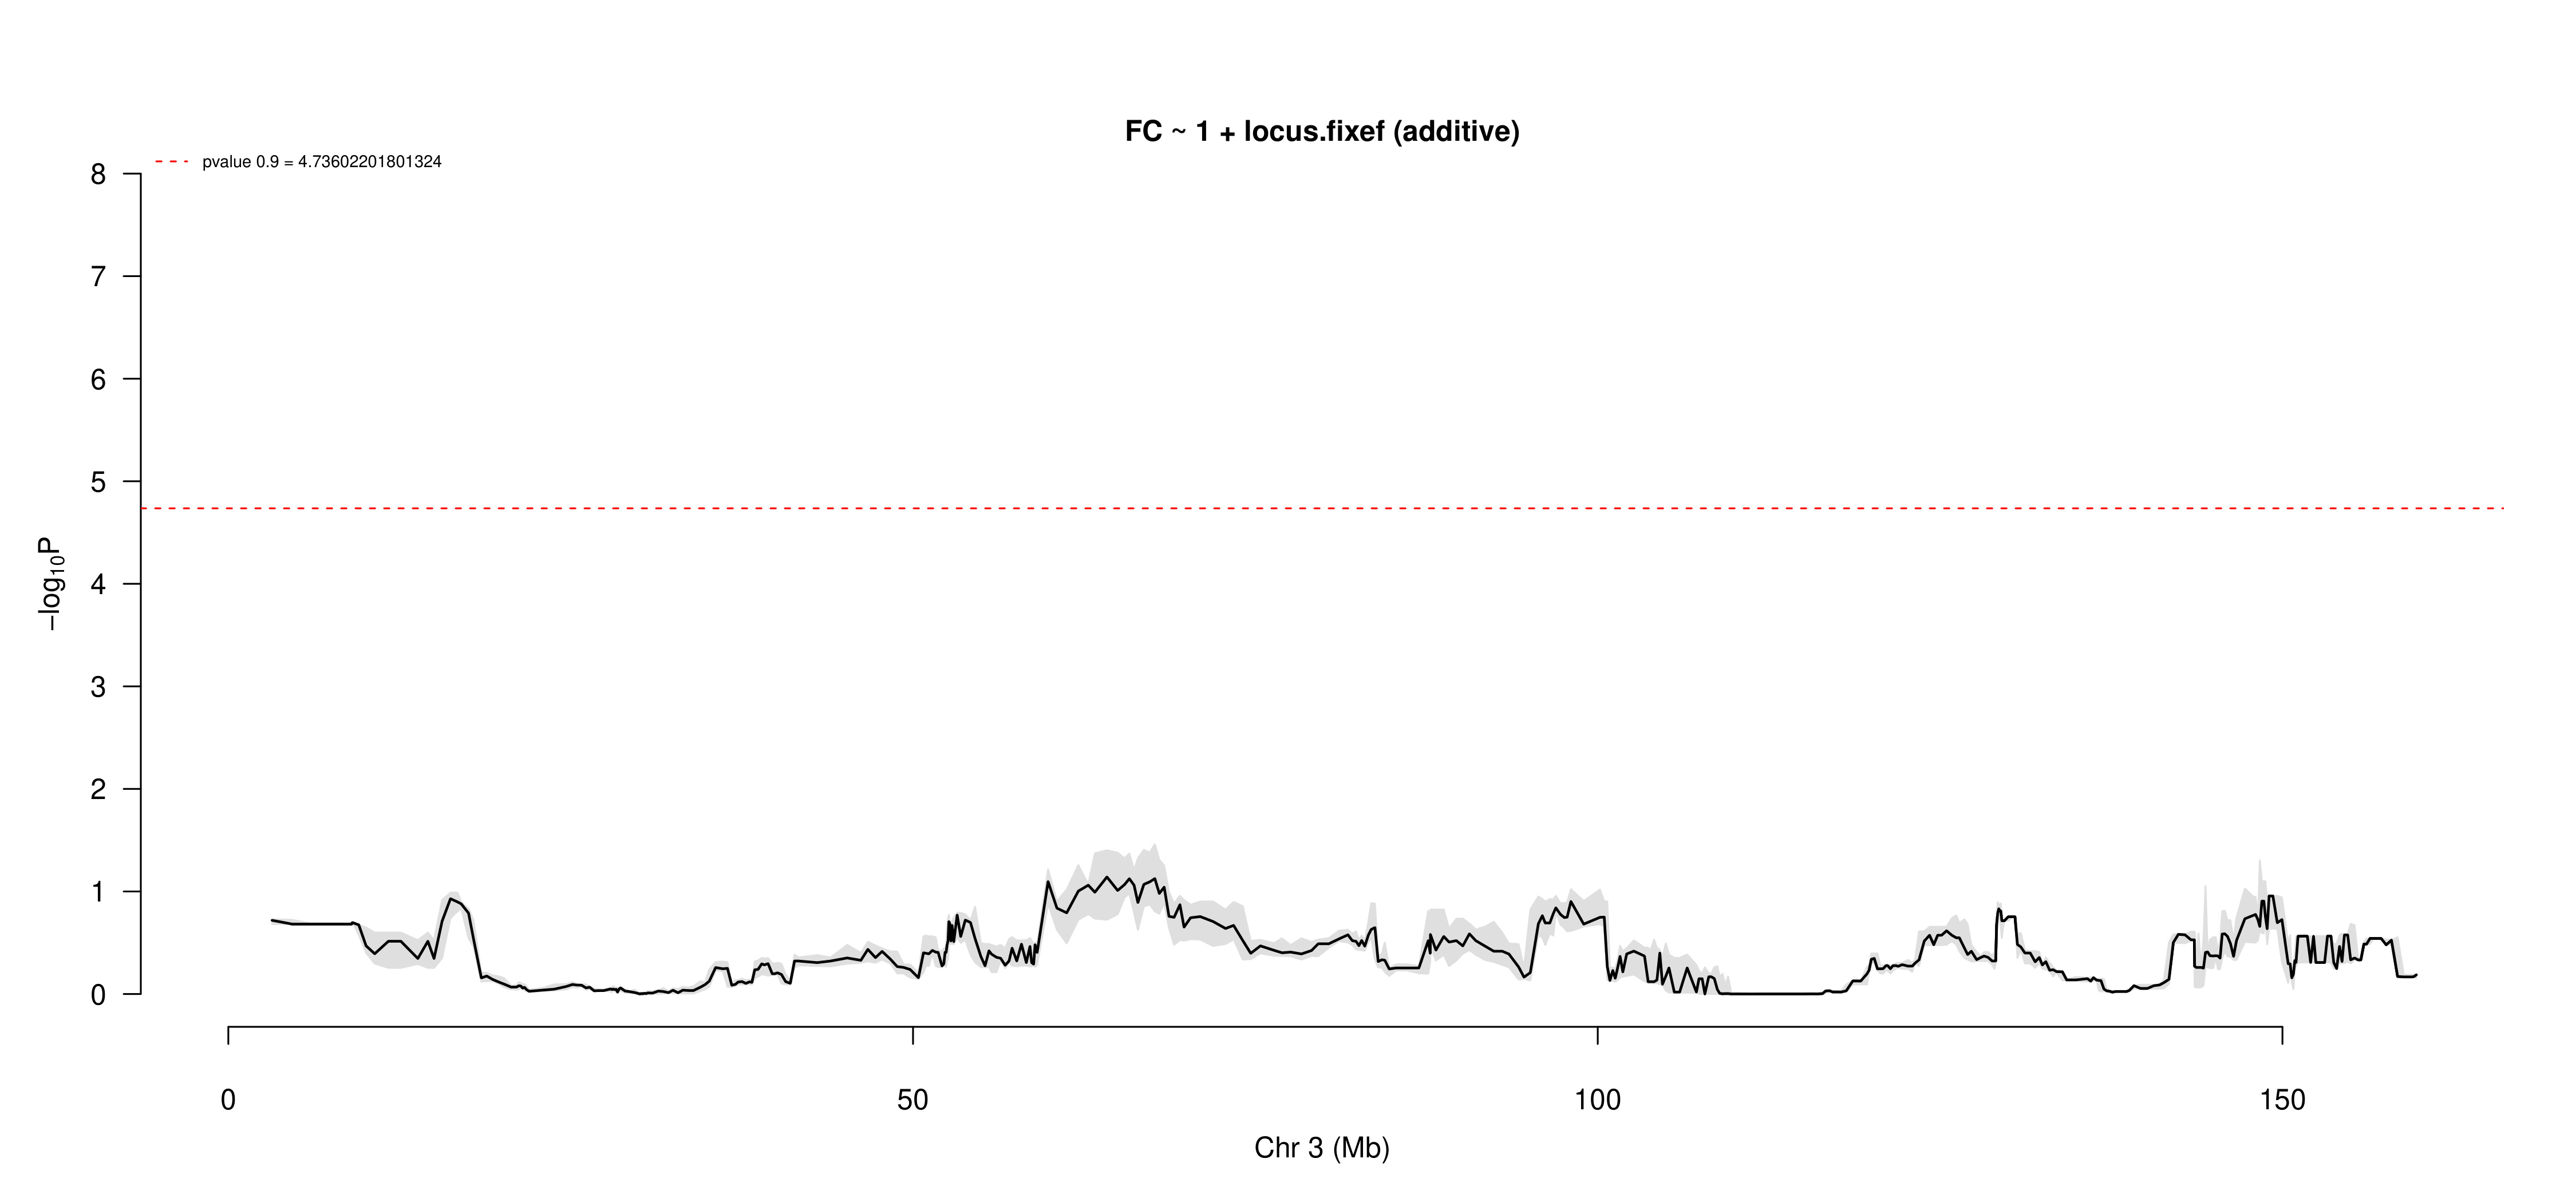 FC ~ 1 + locus.fixef (additive)
pvalue 0.9 = 4.73602201801324
8
7
6
5
4
3
2
1
0
−log10P
0 50 100 150
Chr 3 (Mb)